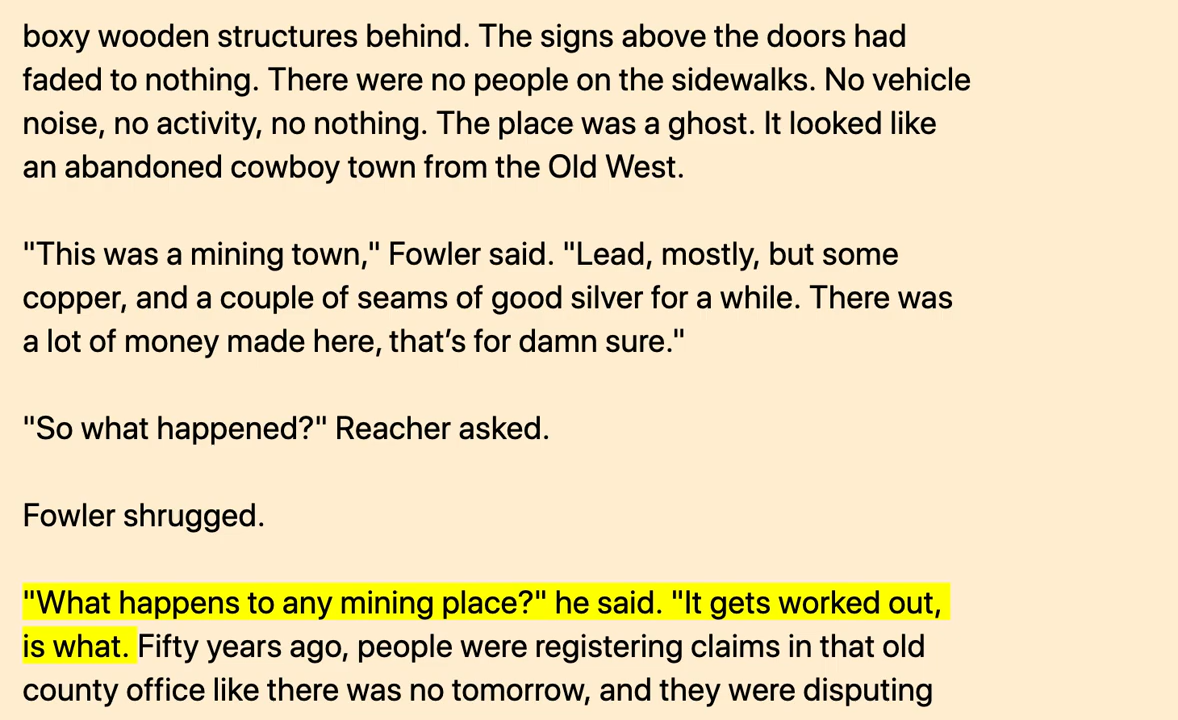 boxy wooden structures behind. The signs above the doors had
faded to nothing. There were no people on the sidewalks. No vehicle
noise, no activity, no nothing. The place was a ghost. It looked like
an abandoned cowboy town from the Old West.
"This was a mining town," Fowler said. "Lead, mostly, but some
copper, and a couple of seams of good silver for a while. There was
a lot of money made here, that’s for damn sure."
"So what happened?" Reacher asked.
Fowler shrugged.
"What happens to any mining place?" he said. "It gets worked out,
is what. Fifty years ago, people were registering claims in that old
county office like there was no tomorrow, and they were disputing